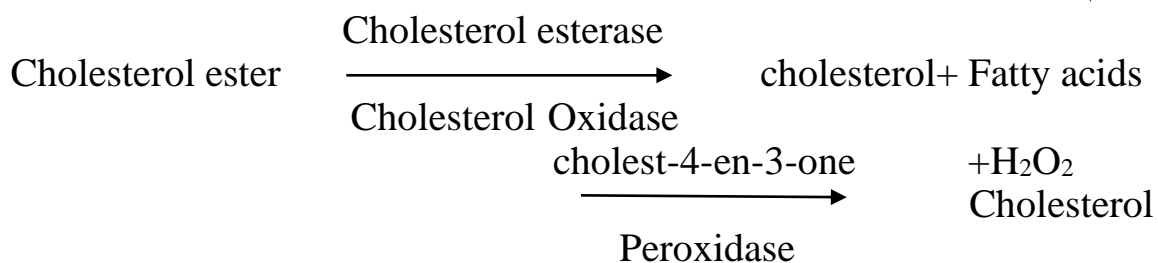 Cholesterol esterase
Cholesterol ester cholesterol+ Fatty acids
Cholesterol Oxidase
cholest-4-en-3-one +H₂O₂
Cholesterol
Peroxidase